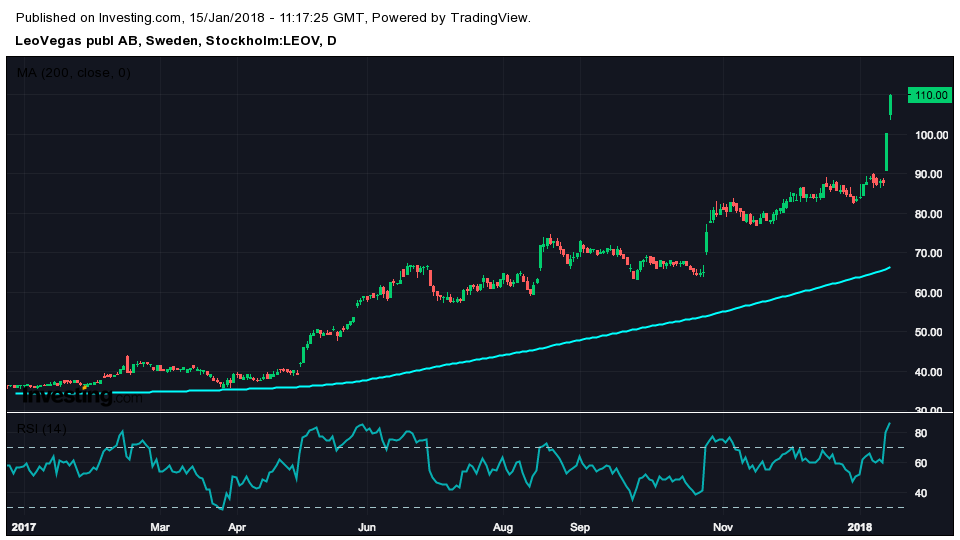 Published on Investing.com, 15/Jan/2018 - 11:17:25 GMT, Powered by TradingView.
LeoVegas publ AB, Sweden, Stockholm:LEOV, D
MA (200, close, 0)
110.00
100.00
90.00
80.00
70.00
60.00
50.00
40.00
Investing.com
30.00
RSI (14)
80
60
40
2017 Mar Apr Jun Aug Sep Nov 2018